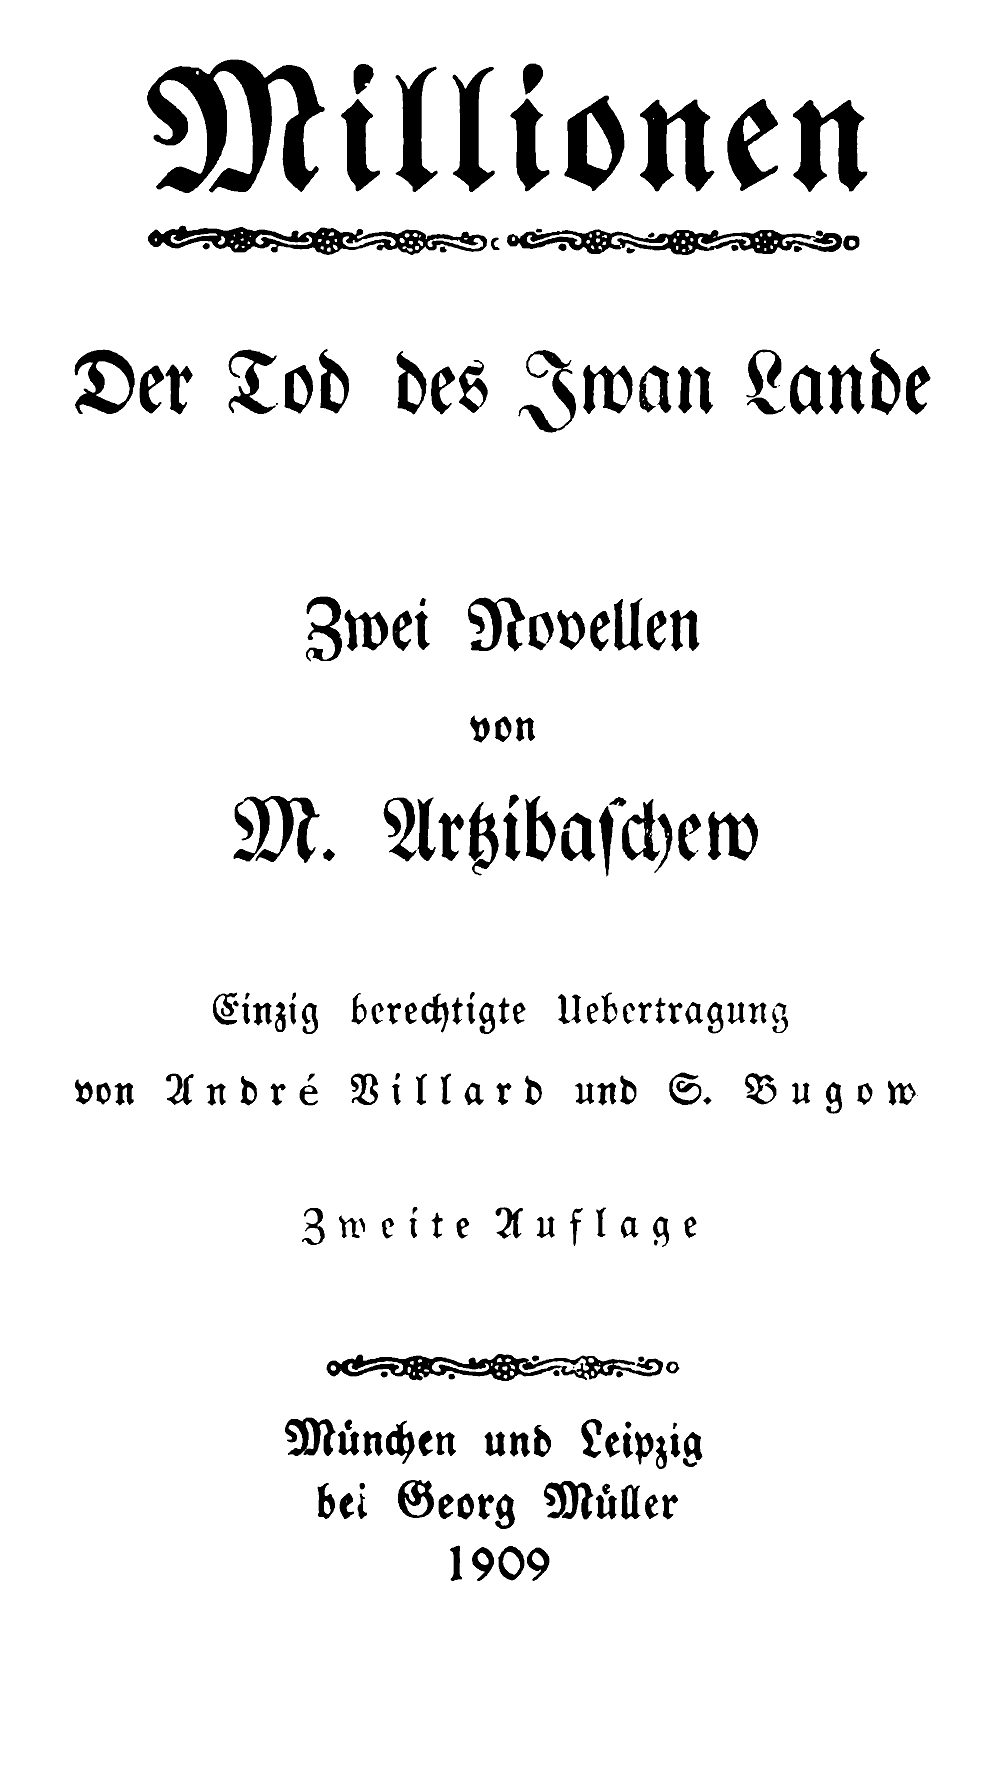 Millionen
Der Tod des Iwan Lande
Zwei Novellen
von
M. Artzibaschew
Einzig berechtigte Uebertragung
von André Villard und S. Bugow
Zweite Auflage
München und Leipzig
bei Georg Müller
1909